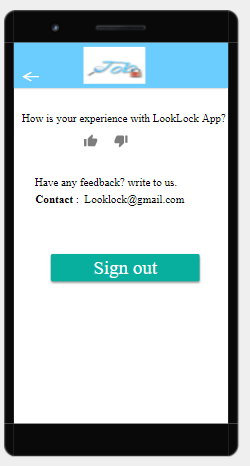 How is your experience with LookLock App?
Have any feedback? write to us.
Contact : Looklock@gmail.com
Sign out